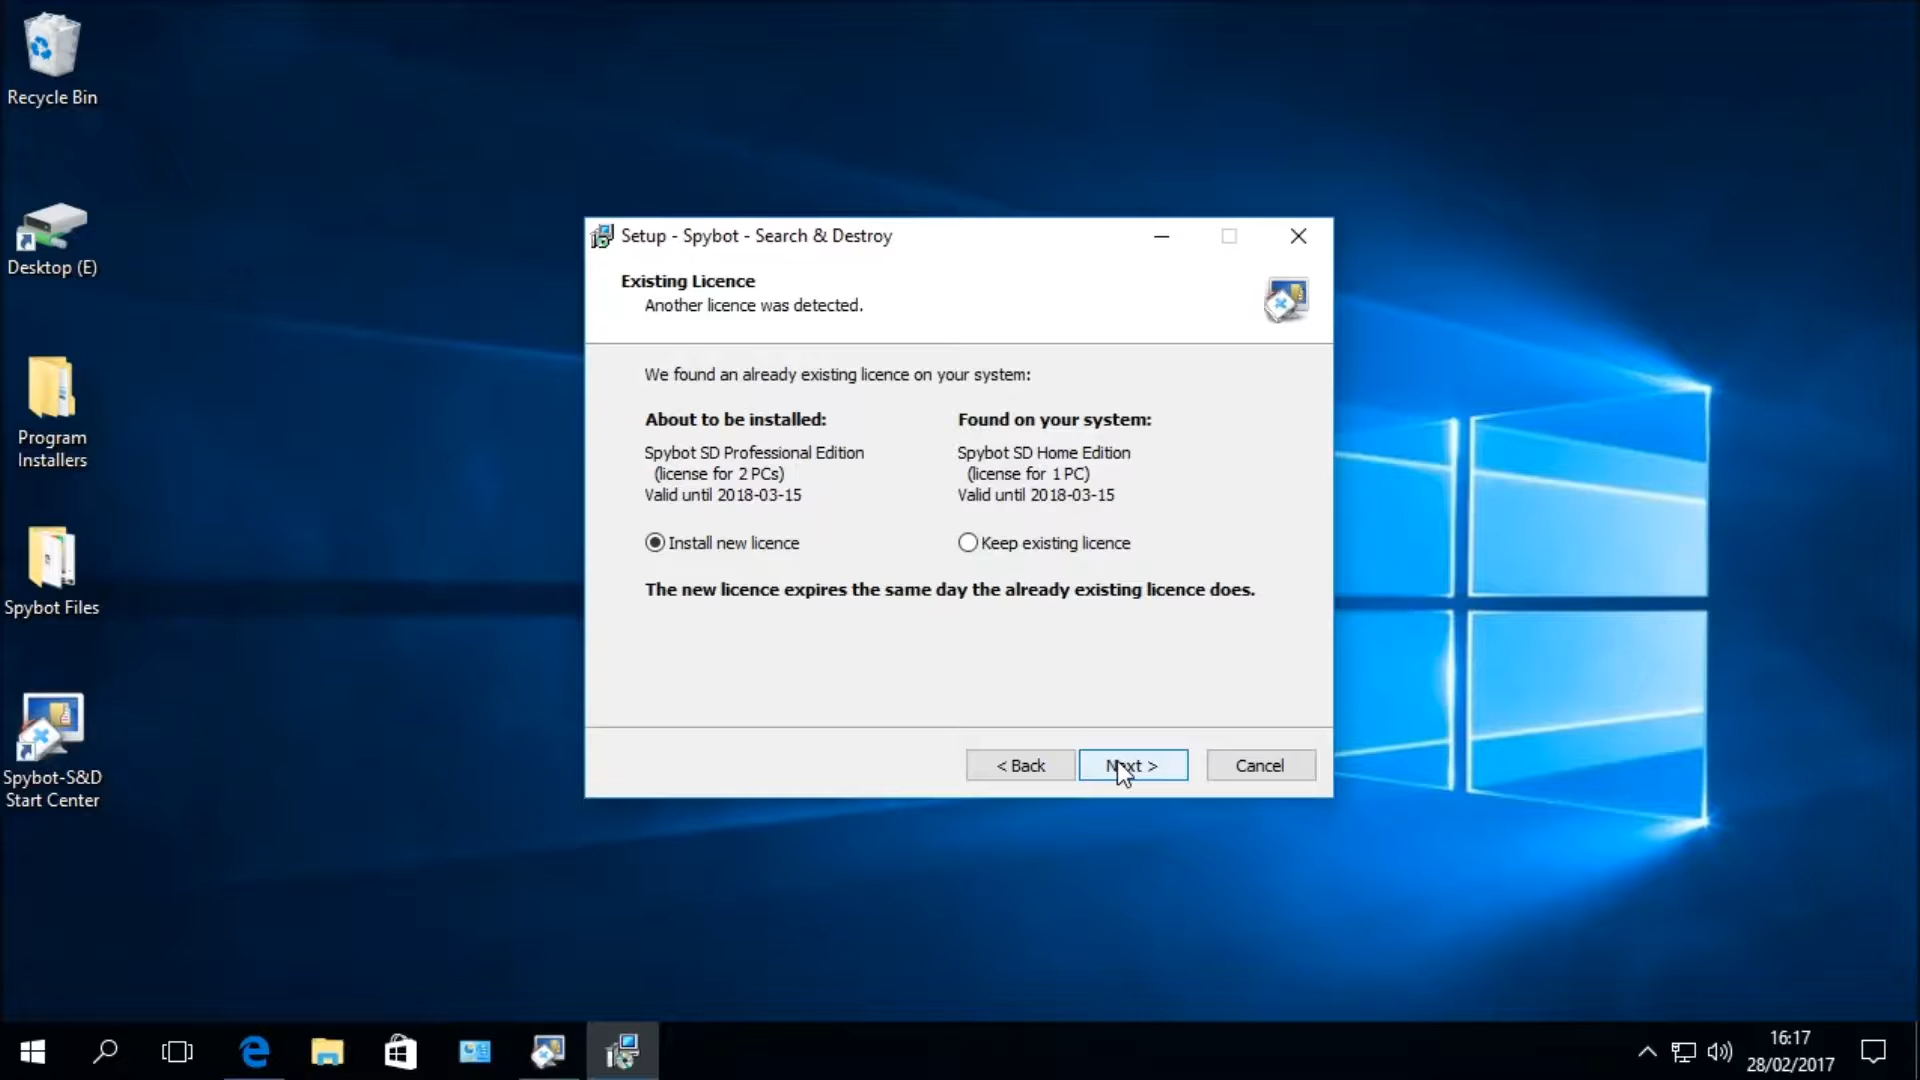 Recycle Bin
Desktop (E)
Program
Installers
Spybot Files
Spybot-S&D
Start Center
Setup - Spybot - Search & Destroy
Existing Licence
Another licence was detected.
We found an already existing licence on your system:
About to be installed:
Found on your system:
Spybot SD Professional Edition
(license for 2 PCs)
Valid until 2018-03-15
Spybot SD Home Edition
(license for 1 PC)
Valid until 2018-03-15
Install new licence
Keep existing licence
The new licence expires the same day the already existing licence does.
< Back
Next >
Cancel
16:17
28/02/2017